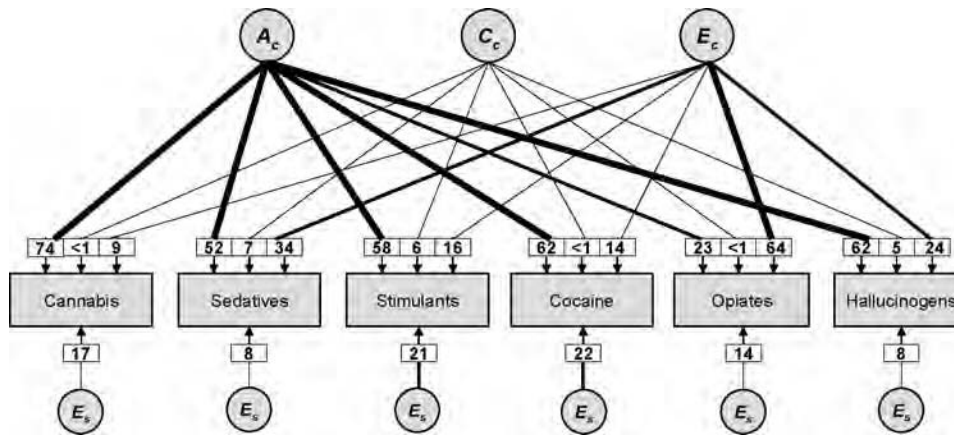 Ac Cc Ec
74 <1 9 52 7 34 58 6 16 62 <1 14 23 <1 64 62 5 24
Cannabis Sedatives Stimulants Cocaine Opiates Hallucinogens
17 8 21 22 14 8
Es Es Es Es Es Es